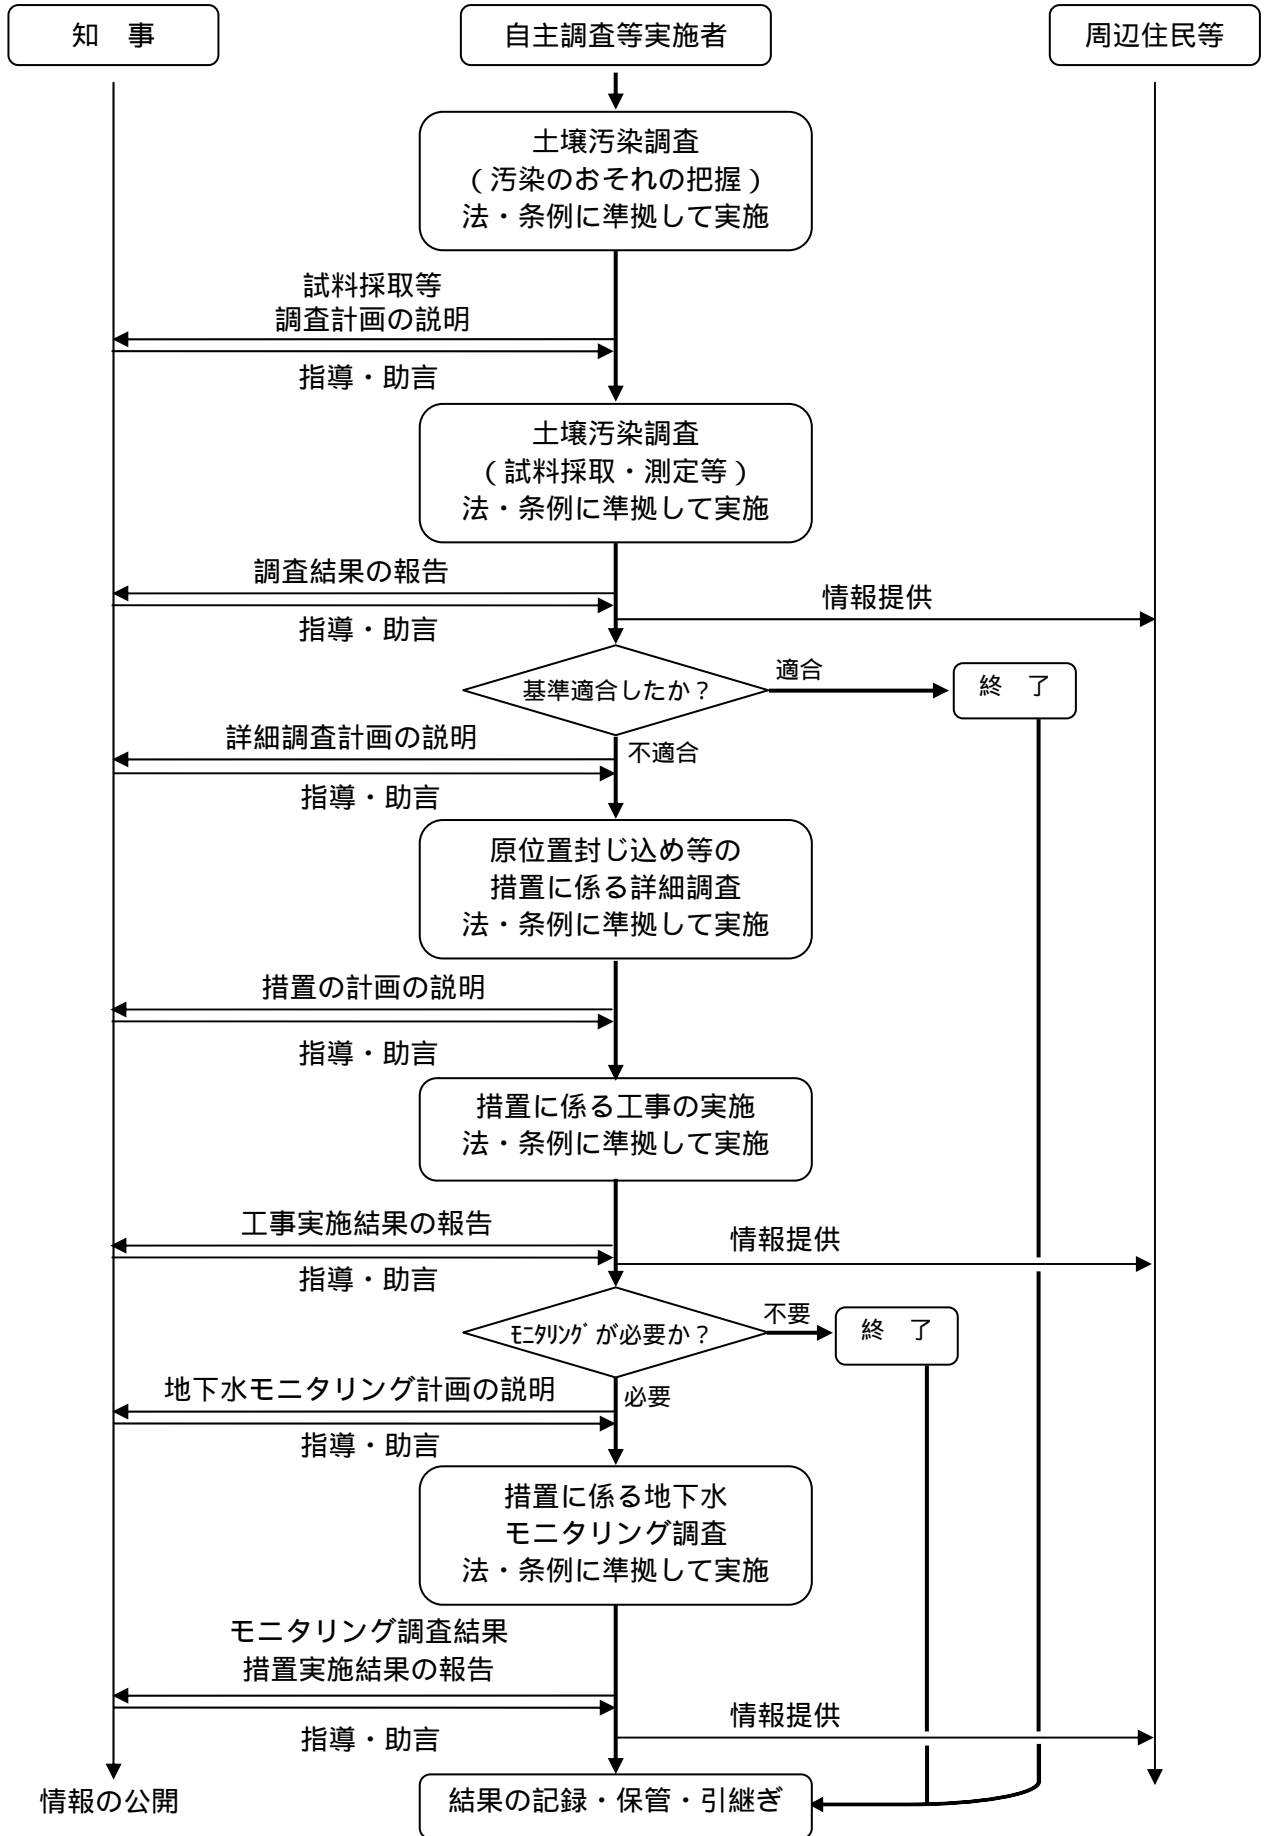 知　事
自主調査等実施者
周辺住民等
土壌汚染調査
（汚染のおそれの把握）
法・条例に準拠して実施
試料採取等
調査計画の説明
指導・助言
土壌汚染調査
（試料採取・測定等）
法・条例に準拠して実施
調査結果の報告
情報提供
指導・助言
基準適合したか？
適合
終　了
詳細調査計画の説明
不適合
指導・助言
原位置封じ込め等の
措置に係る詳細調査
法・条例に準拠して実施
措置の計画の説明
指導・助言
措置に係る工事の実施
法・条例に準拠して実施
工事実施結果の報告
情報提供
指導・助言
ﾓﾆﾀﾘﾝｸﾞが必要か？
不要
終　了
地下水モニタリング計画の説明
必要
指導・助言
措置に係る地下水
モニタリング調査
法・条例に準拠して実施
モニタリング調査結果
措置実施結果の報告
情報提供
指導・助言
情報の公開
結果の記録・保管・引継ぎ